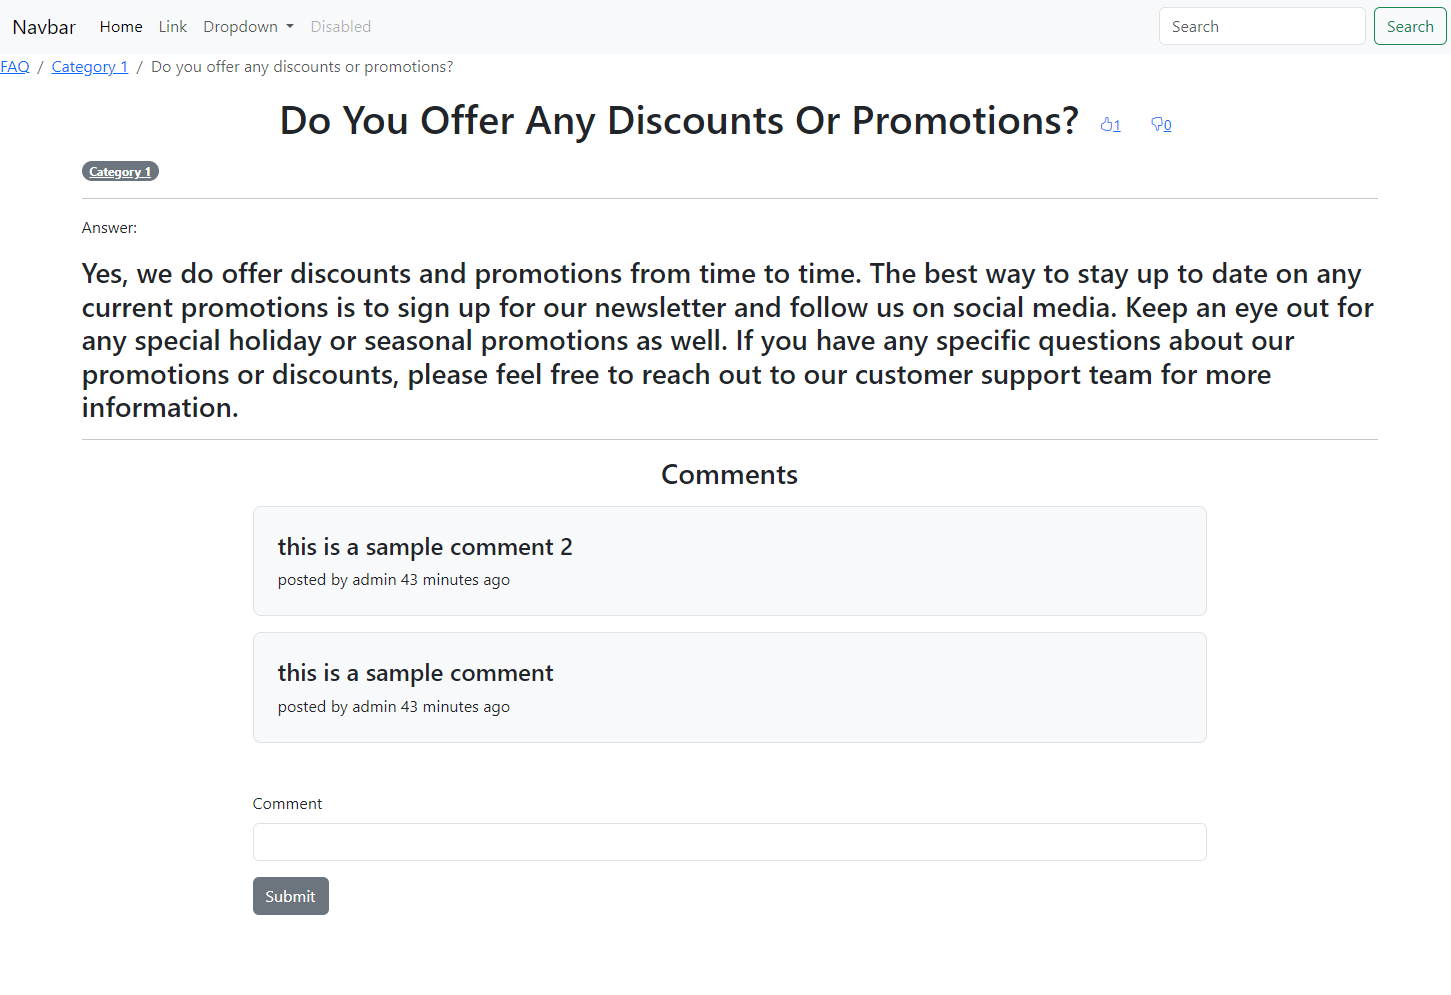 Navbar Home Link Dropdown Disabled Search Search
FAQ / Category 1 / Do you offer any discounts or promotions?
Do You Offer Any Discounts Or Promotions? 1 0
Category 1
Answer:
Yes, we do offer discounts and promotions from time to time. The best way to stay up to date on any
current promotions is to sign up for our newsletter and follow us on social media. Keep an eye out for
any special holiday or seasonal promotions as well. If you have any specific questions about our
promotions or discounts, please feel free to reach out to our customer support team for more
information.
Comments
this is a sample comment 2
posted by admin 43 minutes ago
this is a sample comment
posted by admin 43 minutes ago
Comment
Submit